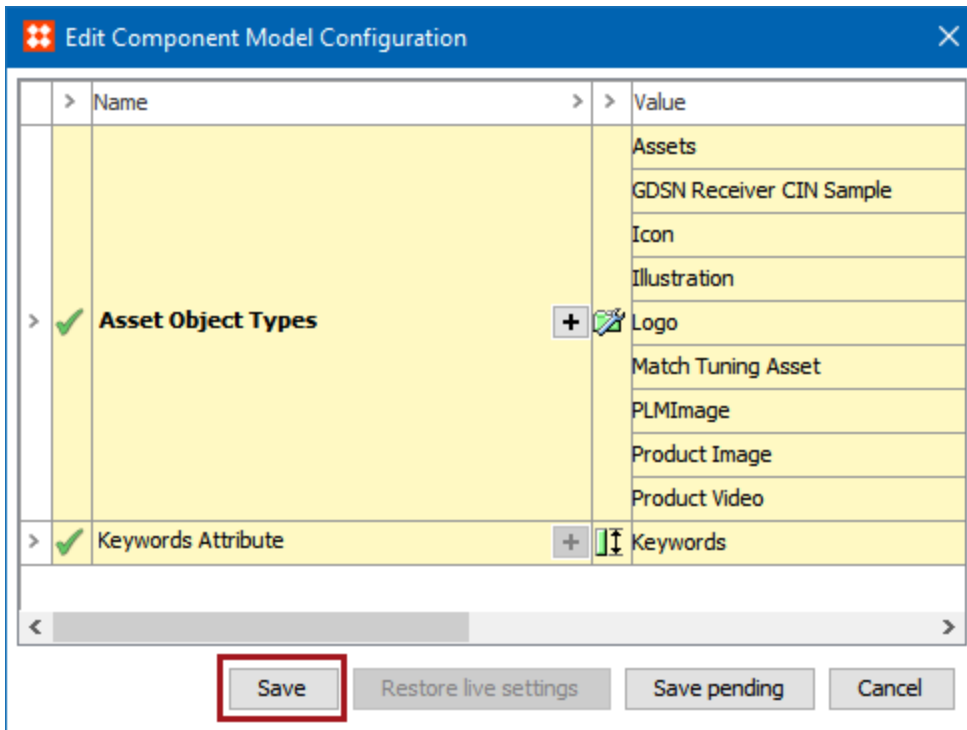 Edit Component Model Configuration
Name Value
Assets
GDSN Receiver CIN Sample
Icon
Illustration
Asset Object Types + Logo
Match Tuning Asset
PLMImage
Product Image
Product Video
Keywords Attribute + Keywords
Save Restore live settings Save pending Cancel